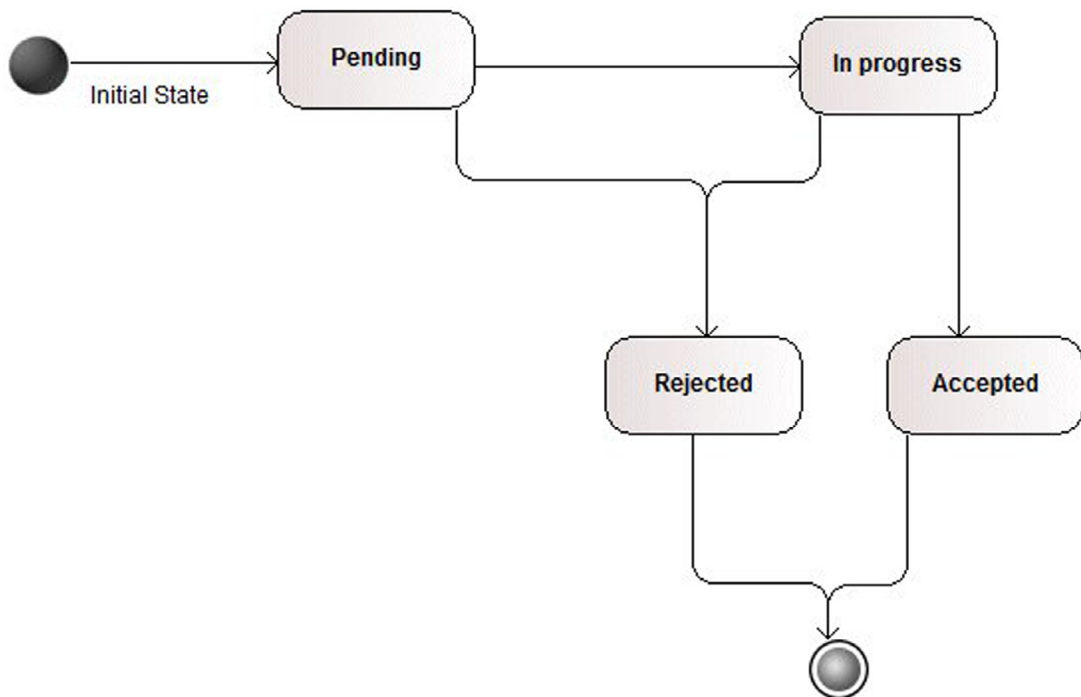 Pending
In progress
Initial State
Rejected
Accepted